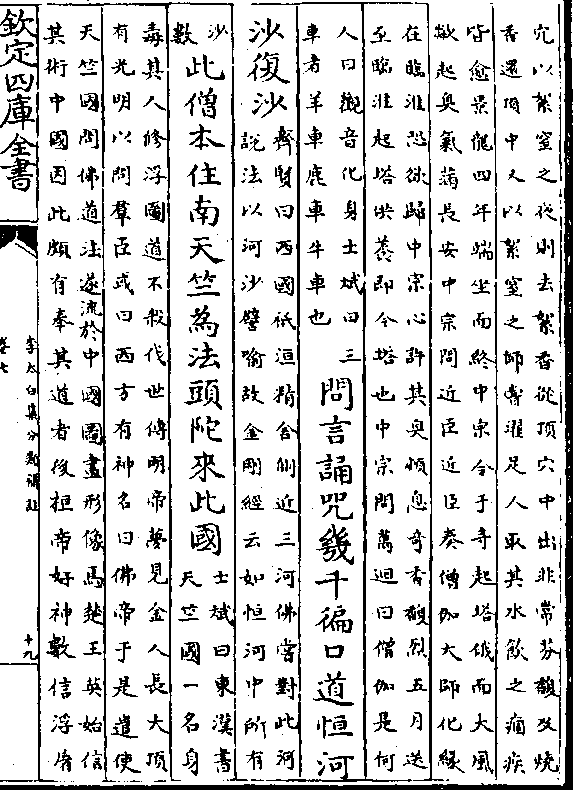 穴以絮窒之夜則去絮香從頂穴中出非常芬馥及曉
香還頂中又以絮窒之師嘗濯足人取其水飲之痼疾
皆愈景龍四年端坐而終中宗令于寺起塔俄而大風
欻起臭氣滿長安中宗問近臣近臣奏僧伽大師化緣
在臨淮恐欲歸中宗心許其臭頓息奇香馥烈五月送
至臨淮起塔供養即今塔也中宗問萬迴曰僧伽是何
人曰觀音化身士斌曰三
車者羊車鹿車牛車也
問言誦咒幾千徧口道恒河
沙復沙
齊賢曰西國祇洹精舍側近三河佛嘗對此河
說法以河沙譬喻故金剛經云如恒河中所有
沙
數
此僧本住南天竺為法頭陀來此國
士斌曰東漢書
天竺國一名身
毒其人修浮圖道不殺伐世傳明帝夢見金人長大頂
有光明以問羣臣或曰西方有神名曰佛帝于是遣使
天竺國問佛道法遂流於中國圖畫形像焉楚王英始信
其術中國因此頗有奉其道者後桓帝好神數信浮屠
欽定四庫全書
李太白集分類補註
卷七
十九